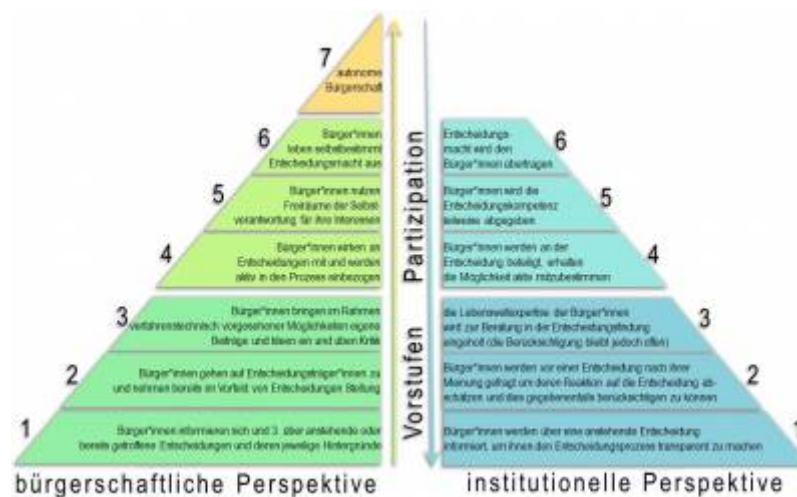 7
autonome
Bürgerschaft
6
Bürger*innen
leben selbstbestimmt
Entscheidungsmacht aus
5
Bürger*innen nutzen
Freiräume der Selbst-
verantwortung für ihre Interessen
4
Bürger*innen wirken an
Entscheidungen mit und werden
aktiv in den Prozess einbezogen
3
Bürger*innen bringen im Rahmen
verfahrenstechnisch vorgesehener Möglichkeiten eigene
Beiträge und Ideen ein und üben Kritik
2
Bürger*innen gehen auf Entscheidungsträger*innen zu
und nehmen bereits im Vorfeld von Entscheidungen Stellung
1
Bürger*innen informieren sich und 3. über anstehende oder
bereits getroffene Entscheidungen und deren jeweilige Hintergründe
bürgerschaftliche Perspektive
Partizipation
Vorstufen
6
Entscheidungs-
macht wird den
Bürger*innen übertragen
5
Bürger*innen wird die
Entscheidungskompetenz
teilweise abgegeben
4
Bürger*innen werden an der
Entscheidung beteiligt, erhalten
die Möglichkeit aktiv mitzubestimmen
3
die Lebensweltexpertise der Bürger*innen
wird zur Beratung in der Entscheidungsfindung
eingeholt (die Berücksichtigung bleibt jedoch offen)
2
Bürger*innen werden vor einer Entscheidung nach ihrer
Meinung gefragt um deren Reaktion auf die Entscheidung ab-
schätzen und dies gegebenenfalls berücksichtigen zu können
1
Bürger*innen werden über eine anstehende Entscheidung
informiert, um ihnen den Entscheidungsprozess transparent zu machen
institutionelle Perspektive